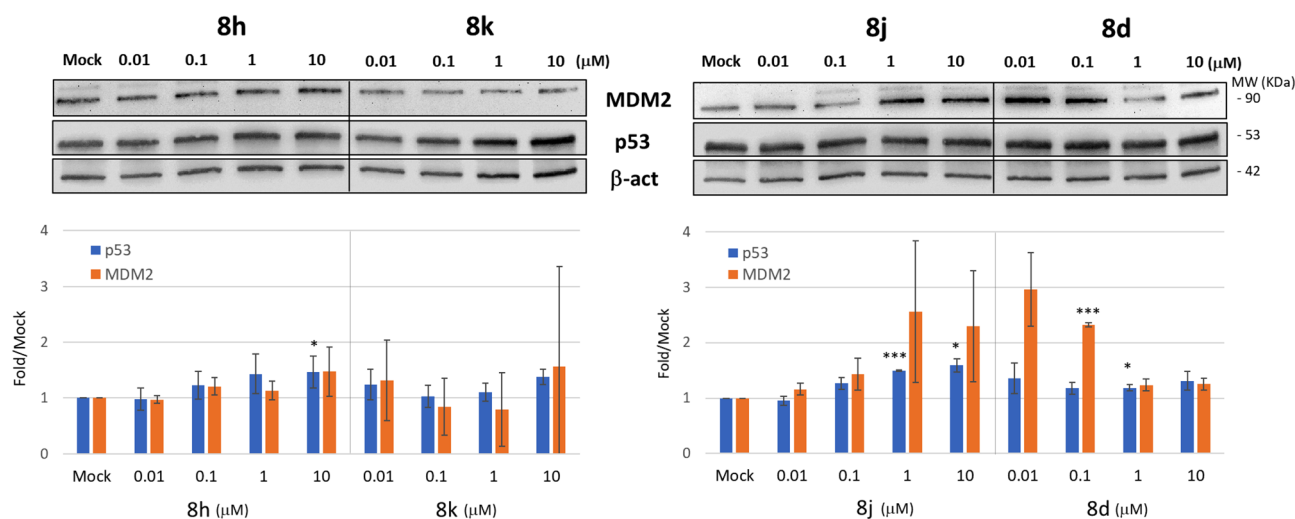 8h 8k
Mock 0.01 0.1 1 10 0.01 0.1 1 10 (μM)
MDM2
p53
β-act
4
3
2
1
0
Fold/Mock
p53
MDM2
*
Mock 0.01 0.1 1 10 0.01 0.1 1 10
8h (μM) 8k (μM)
8j 8d
Mock 0.01 0.1 1 10 0.01 0.1 1 10 (μM)
MW (KDa)
- 90
- 53
- 42
4
3
2
1
0
Fold/Mock
p53
MDM2
*** * *** *
Mock 0.01 0.1 1 10 0.01 0.1 1 10
8j (μM) 8d (μM)